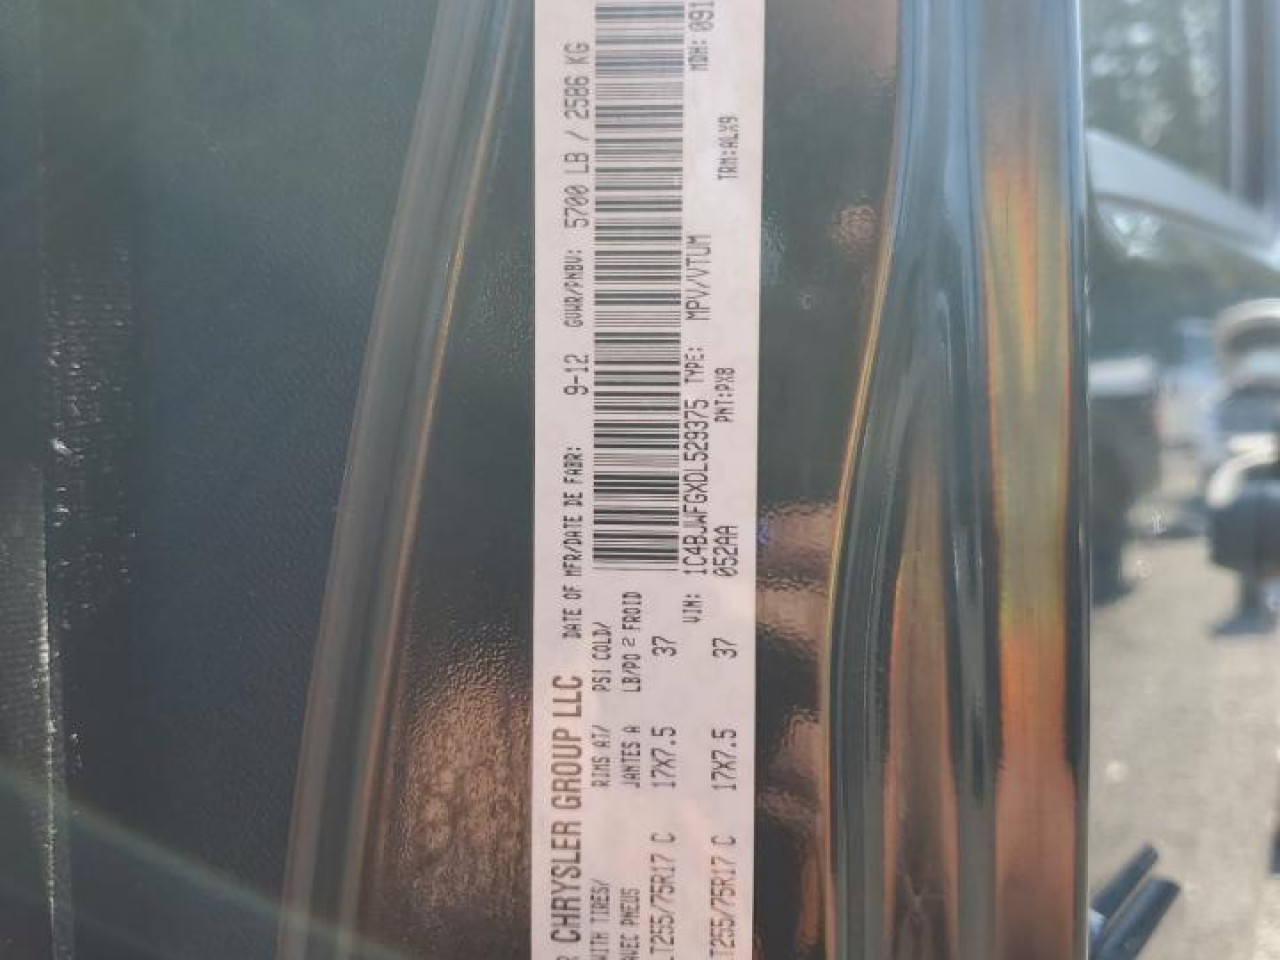 CHRYSLER GROUP LLC DATE OF MFR/DATE DE FABR: 9-12 GVWR/PNBV: 5700 LB / 2586 KG
WITH TIRES/ RIMS AT/ PSI COLD/
AVEC PNEUS JANTES A LB/PO 2 FROID
LT255/75R17 C 17X7.5 37
VIN: 1C4BJWFGXDL529375 TYPE: MPV/VTUM MDH: 091
LT255/75R17 C 17X7.5 37 052AA PNT:PX8 TRM:ALX9